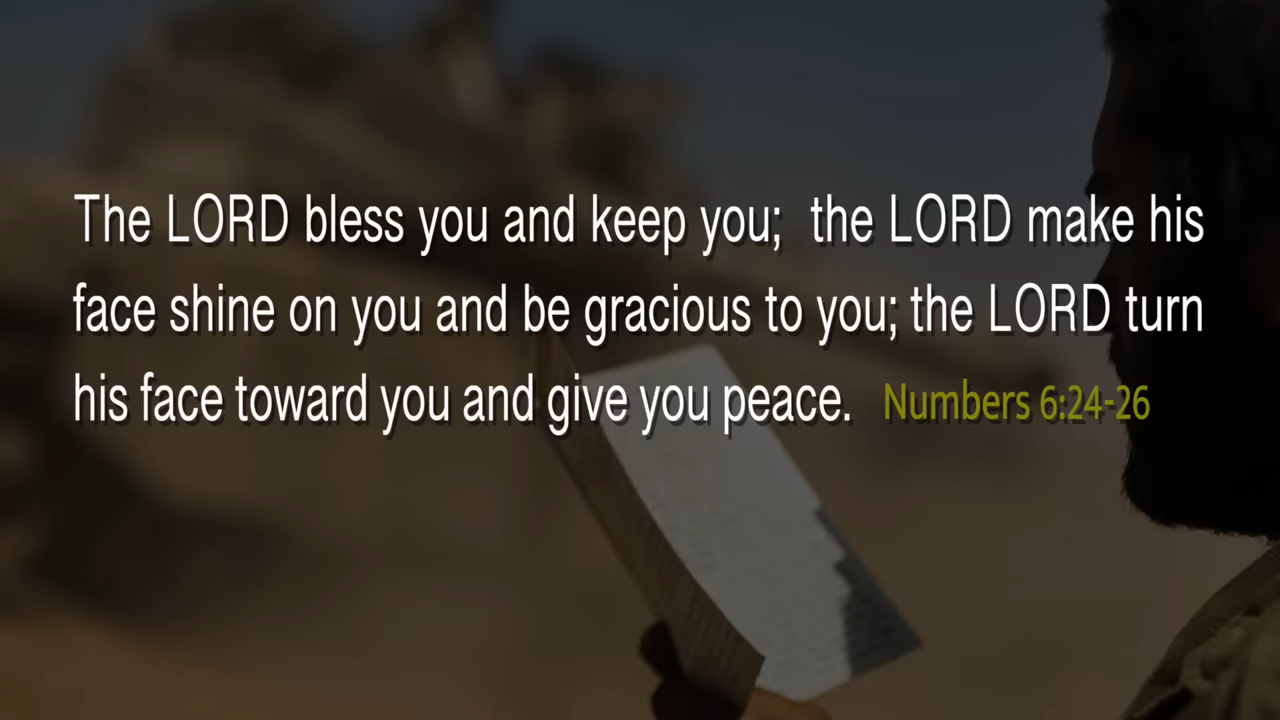 The LORD bless you and keep you; the LORD make his
face shine on you and be gracious to you; the LORD turn
his face toward you and give you peace. Numbers 6:24-26